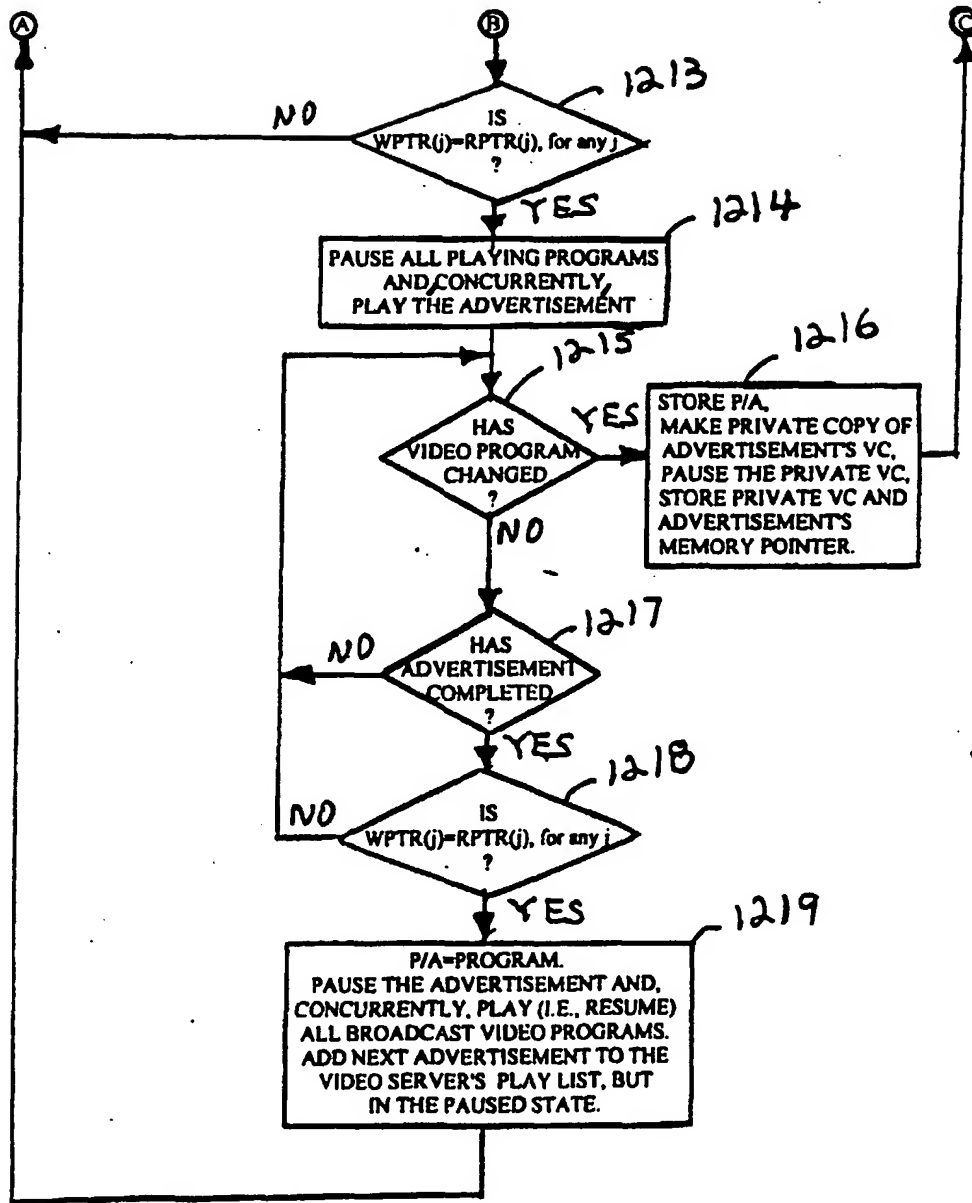 A
B
C
1213
NO
IS
WPTR(j)=RPTR(j), for any j
?
YES
1214
PAUSE ALL PLAYING PROGRAMS
AND, CONCURRENTLY,
PLAY THE ADVERTISEMENT
1215
1216
HAS
VIDEO PROGRAM
CHANGED
?
YES
STORE P/A,
MAKE PRIVATE COPY OF
ADVERTISEMENT'S VC,
PAUSE THE PRIVATE VC,
STORE PRIVATE VC AND
ADVERTISEMENT'S
MEMORY POINTER.
NO
1217
NO
HAS
ADVERTISEMENT
COMPLETED
?
YES
1218
NO
IS
WPTR(j)=RPTR(j), for any j
?
YES
1219
P/A=PROGRAM.
PAUSE THE ADVERTISEMENT AND,
CONCURRENTLY, PLAY (I.E., RESUME)
ALL BROADCAST VIDEO PROGRAMS.
ADD NEXT ADVERTISEMENT TO THE
VIDEO SERVER'S PLAY LIST, BUT
IN THE PAUSED STATE.